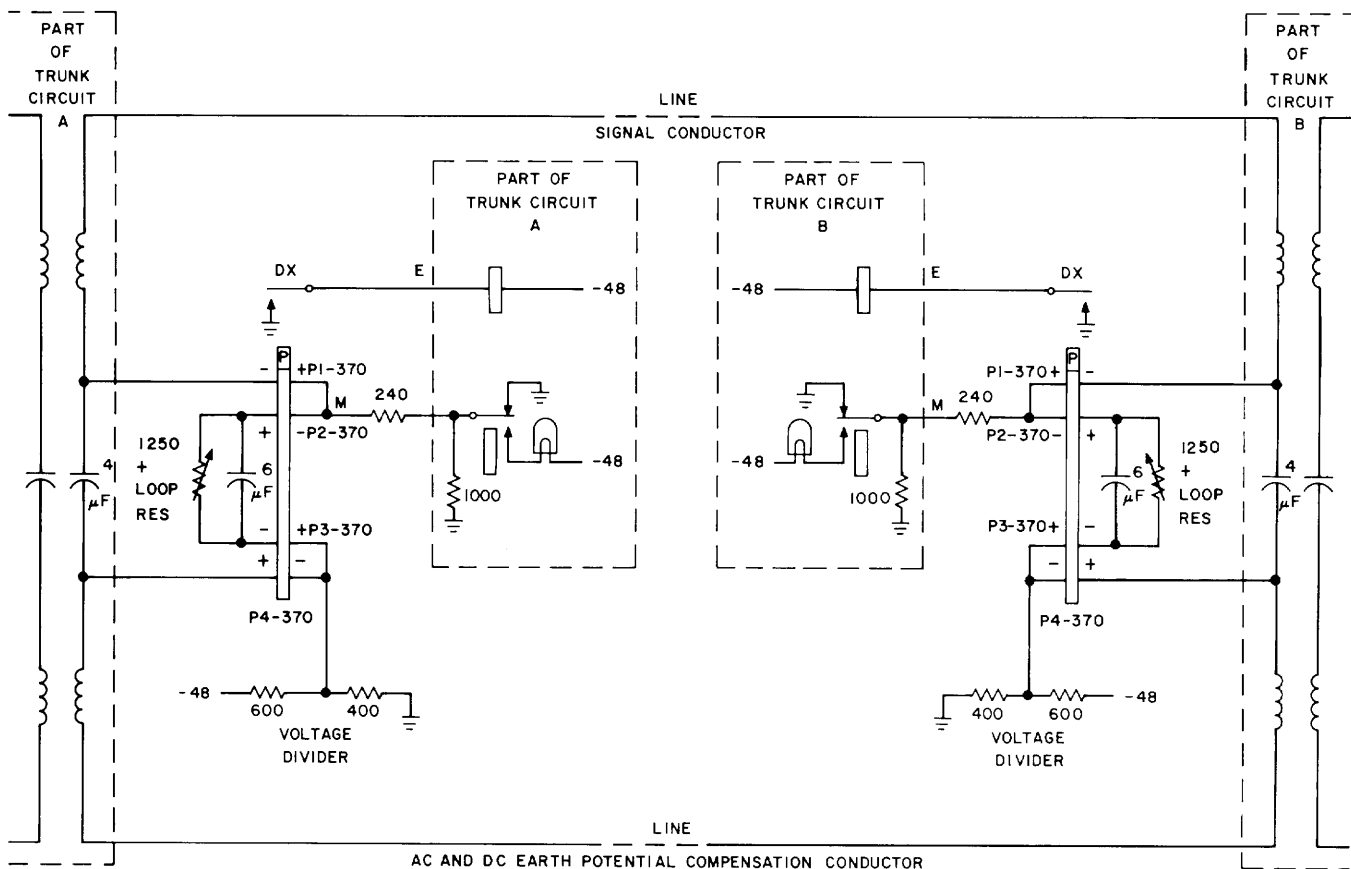 PART
OF
TRUNK
CIRCUIT
A
PART
OF
TRUNK
CIRCUIT
B
LINE
SIGNAL CONDUCTOR
PART OF
TRUNK CIRCUIT
A
PART OF
TRUNK CIRCUIT
B
DX
E
-48
-48
E
DX
P
- +P1-370
M
240
+ -P2-370
1250
+
LOOP
RES
4
μF
6
μF
1000
-48
- +P3-370
+ -
P4-370
P
P1-370+ -
M
240
P2-370- +
-48
1000
6
μF
1250
+
LOOP
RES
4
μF
P3-370+ -
- +
P4-370
-48
600
400
VOLTAGE
DIVIDER
400
600
-48
VOLTAGE
DIVIDER
LINE
AC AND DC EARTH POTENTIAL COMPENSATION CONDUCTOR